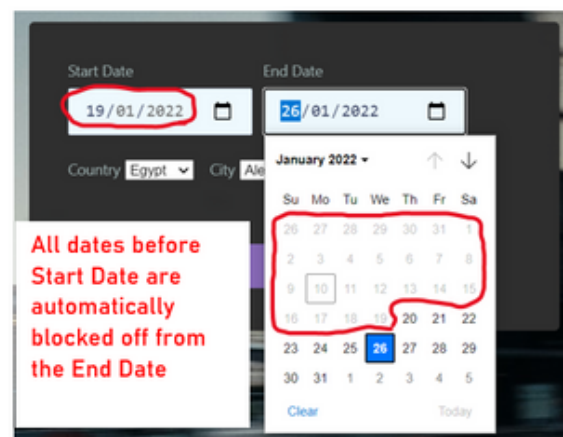 Start Date End Date
19/01/2022 26/01/2022
Country Egypt City Ale
January 2022
Su Mo Tu We Th Fr Sa
26 27 28 29 30 31 1
2 3 4 5 6 7 8
9 10 11 12 13 14 15
16 17 18 19 20 21 22
23 24 25 26 27 28 29
30 31 1 2 3 4 5
Clear Today
All dates before
Start Date are
automatically
blocked off from
the End Date